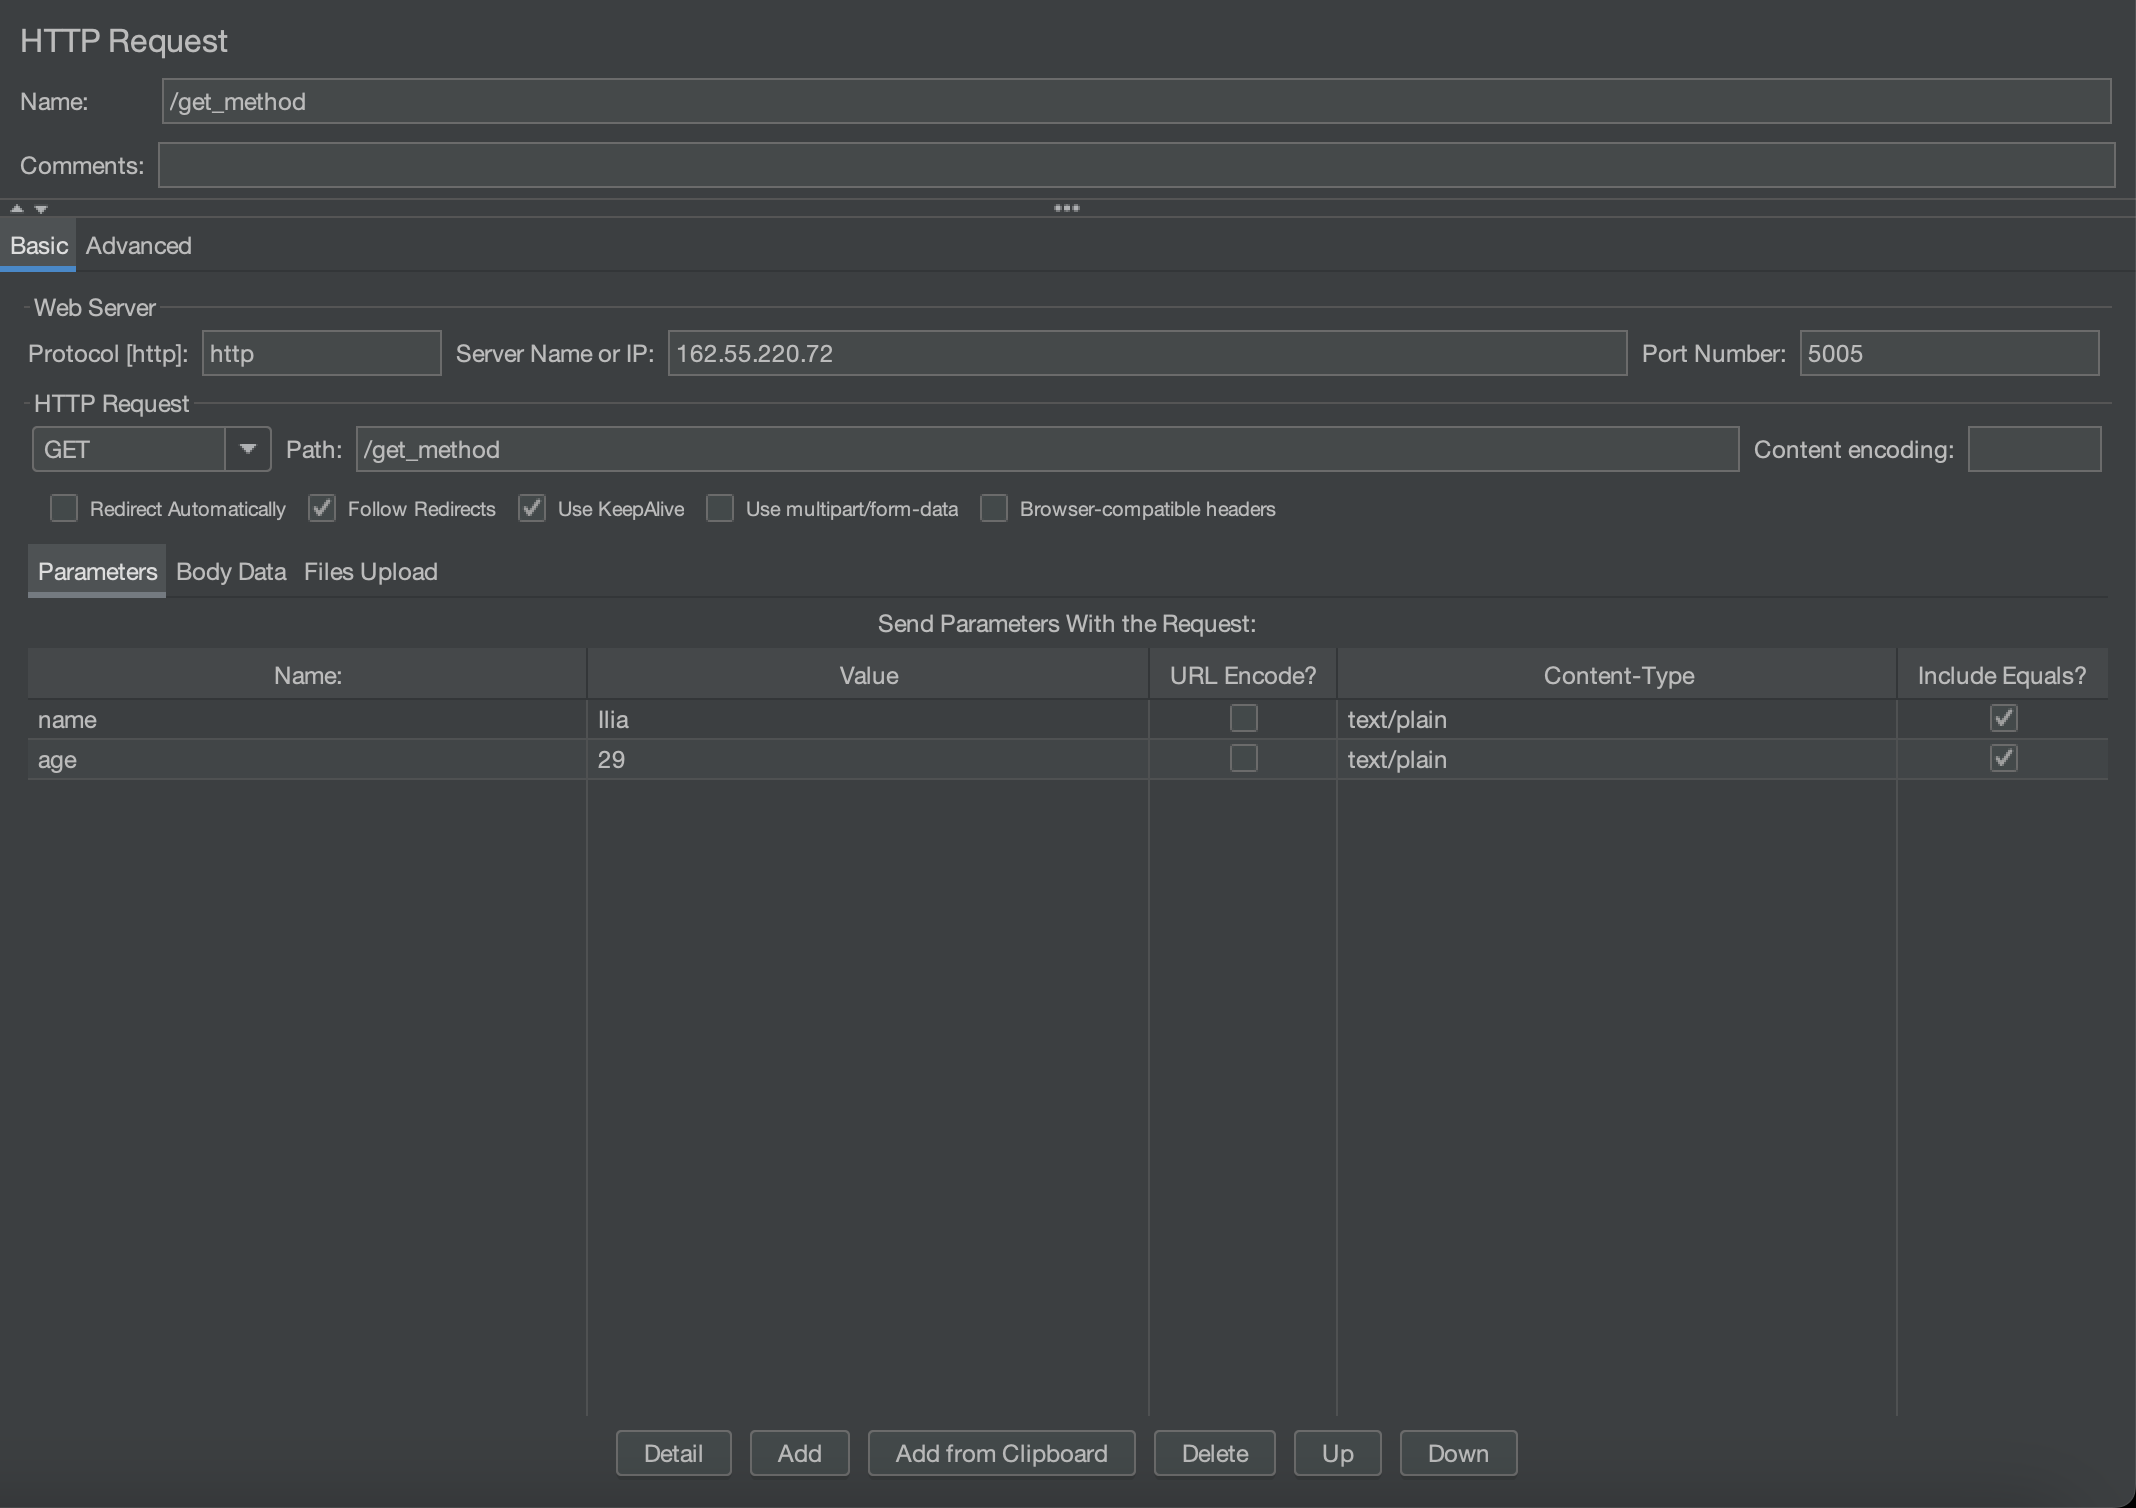 HTTP Request
Name: /get_method
Comments:
Basic Advanced
Web Server
Protocol [http]: http Server Name or IP: 162.55.220.72 Port Number: 5005
HTTP Request
GET Path: /get_method Content encoding:
Redirect Automatically Follow Redirects Use KeepAlive Use multipart/form-data Browser-compatible headers
Parameters Body Data Files Upload
Send Parameters With the Request:
Name: Value URL Encode? Content-Type Include Equals?
name Ilia text/plain
age 29 text/plain
Detail Add Add from Clipboard Delete Up Down